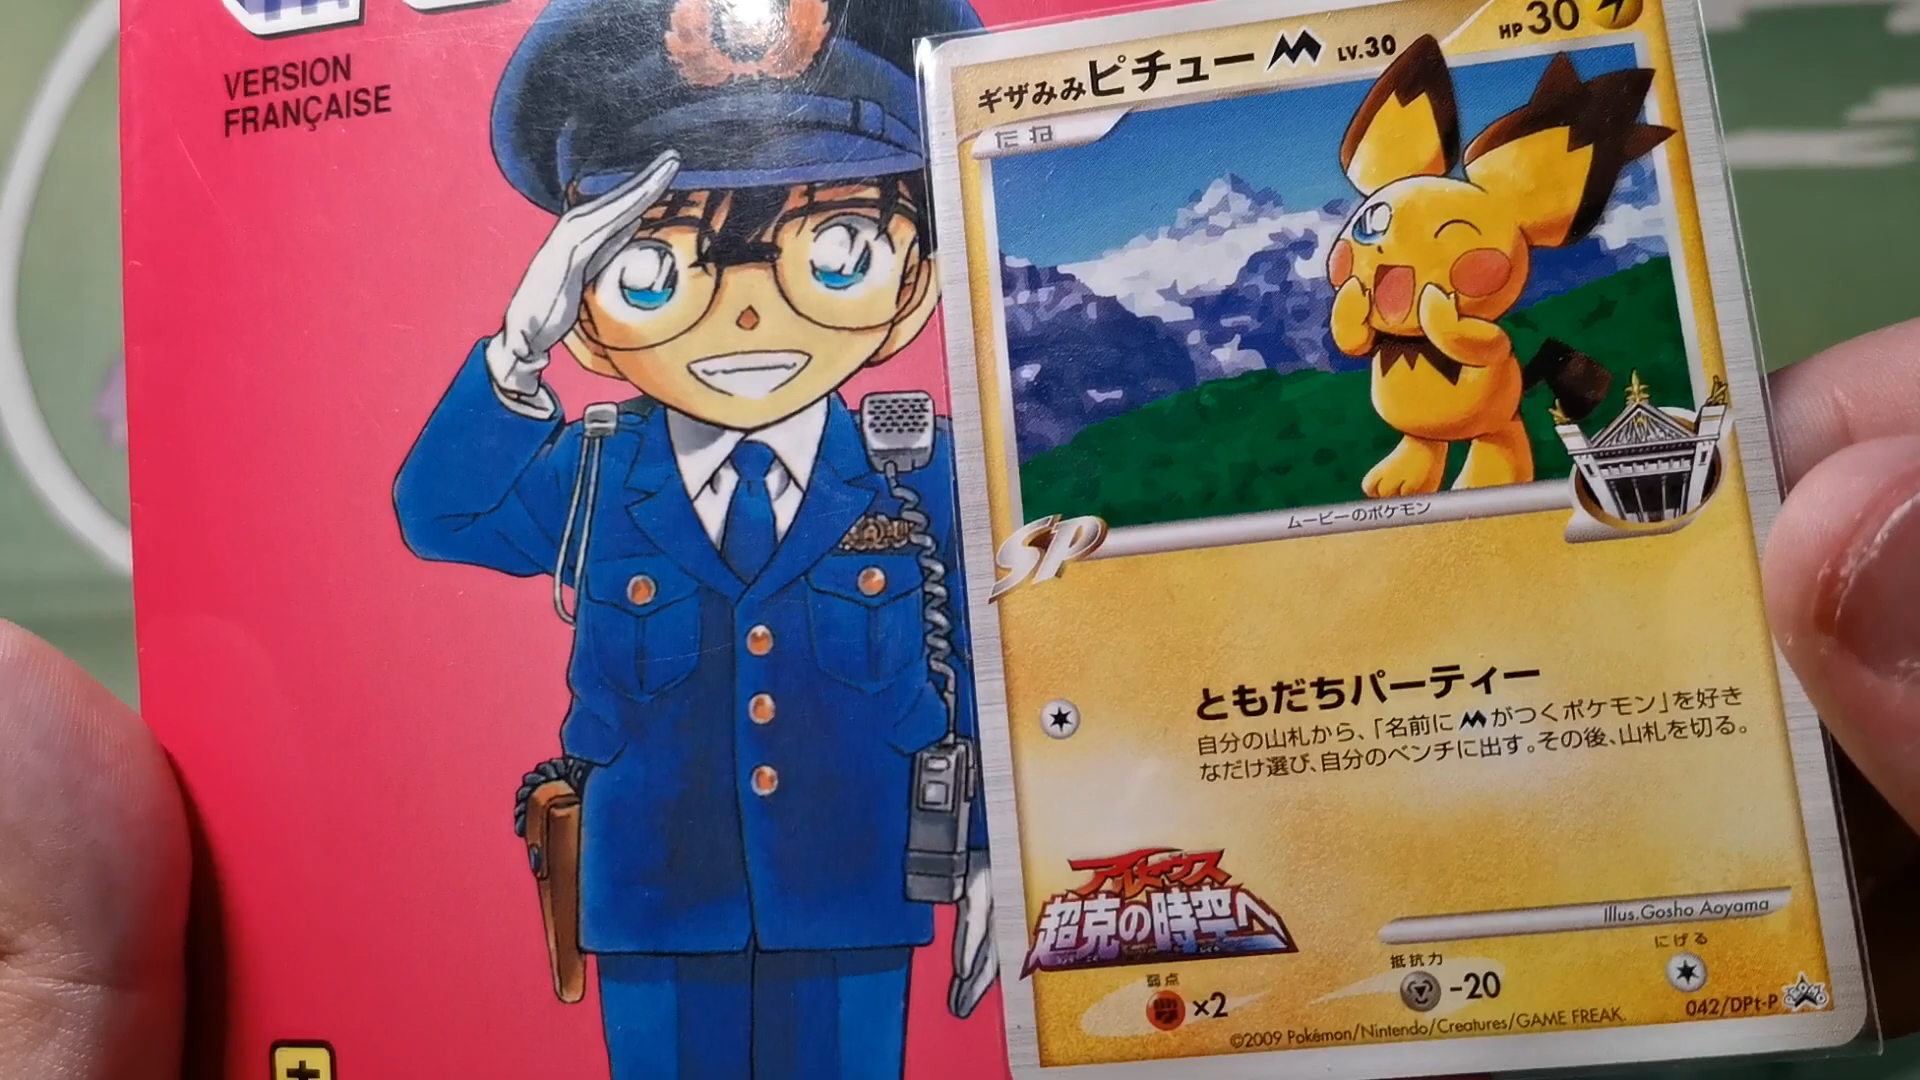 VERSION
FRANÇAISE
ギザみみピチュー M LV.30
HP 30
たね
ムービーのポケモン
SP
ともだちパーティー
自分の山札から、「名前にMがつくポケモン」を好き
なだけ選び、自分のベンチに出す。その後、山札を切る。
アルセウス
超克の時空へ
Illus.Gosho Aoyama
弱点
×2
抵抗力
-20
にげる
042/DPt-P
©2009 Pokémon/Nintendo/Creatures/GAME FREAK.